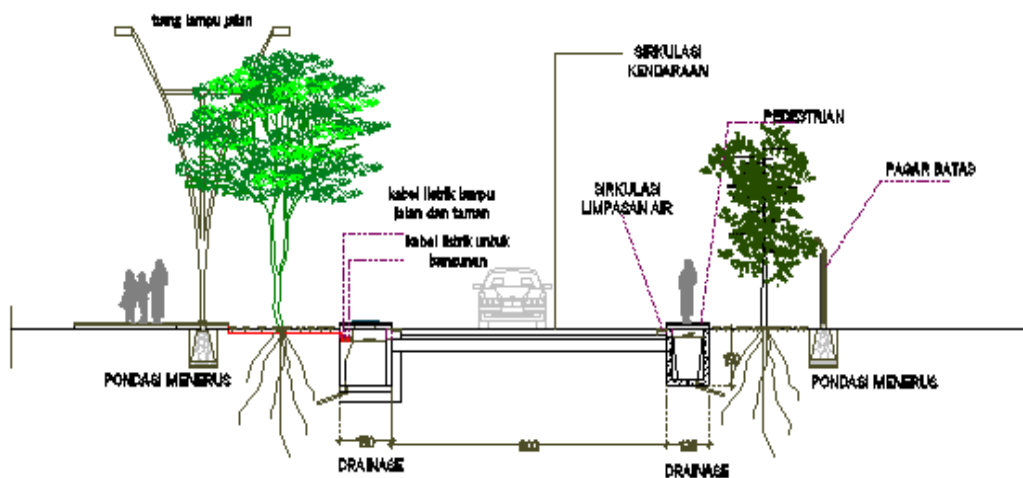 tiang lampu jalan
SIRKULASI
KENDARAAN
PEDESTRIAN
PAGAR BATAS
SIRKULASI
LIMPASAN AIR
kabel listrik lampu
jalan dan taman
kabel listrik untuk
bangunan
PONDASI MENERUS
PONDASI MENERUS
800
DRAINASE
DRAINASE